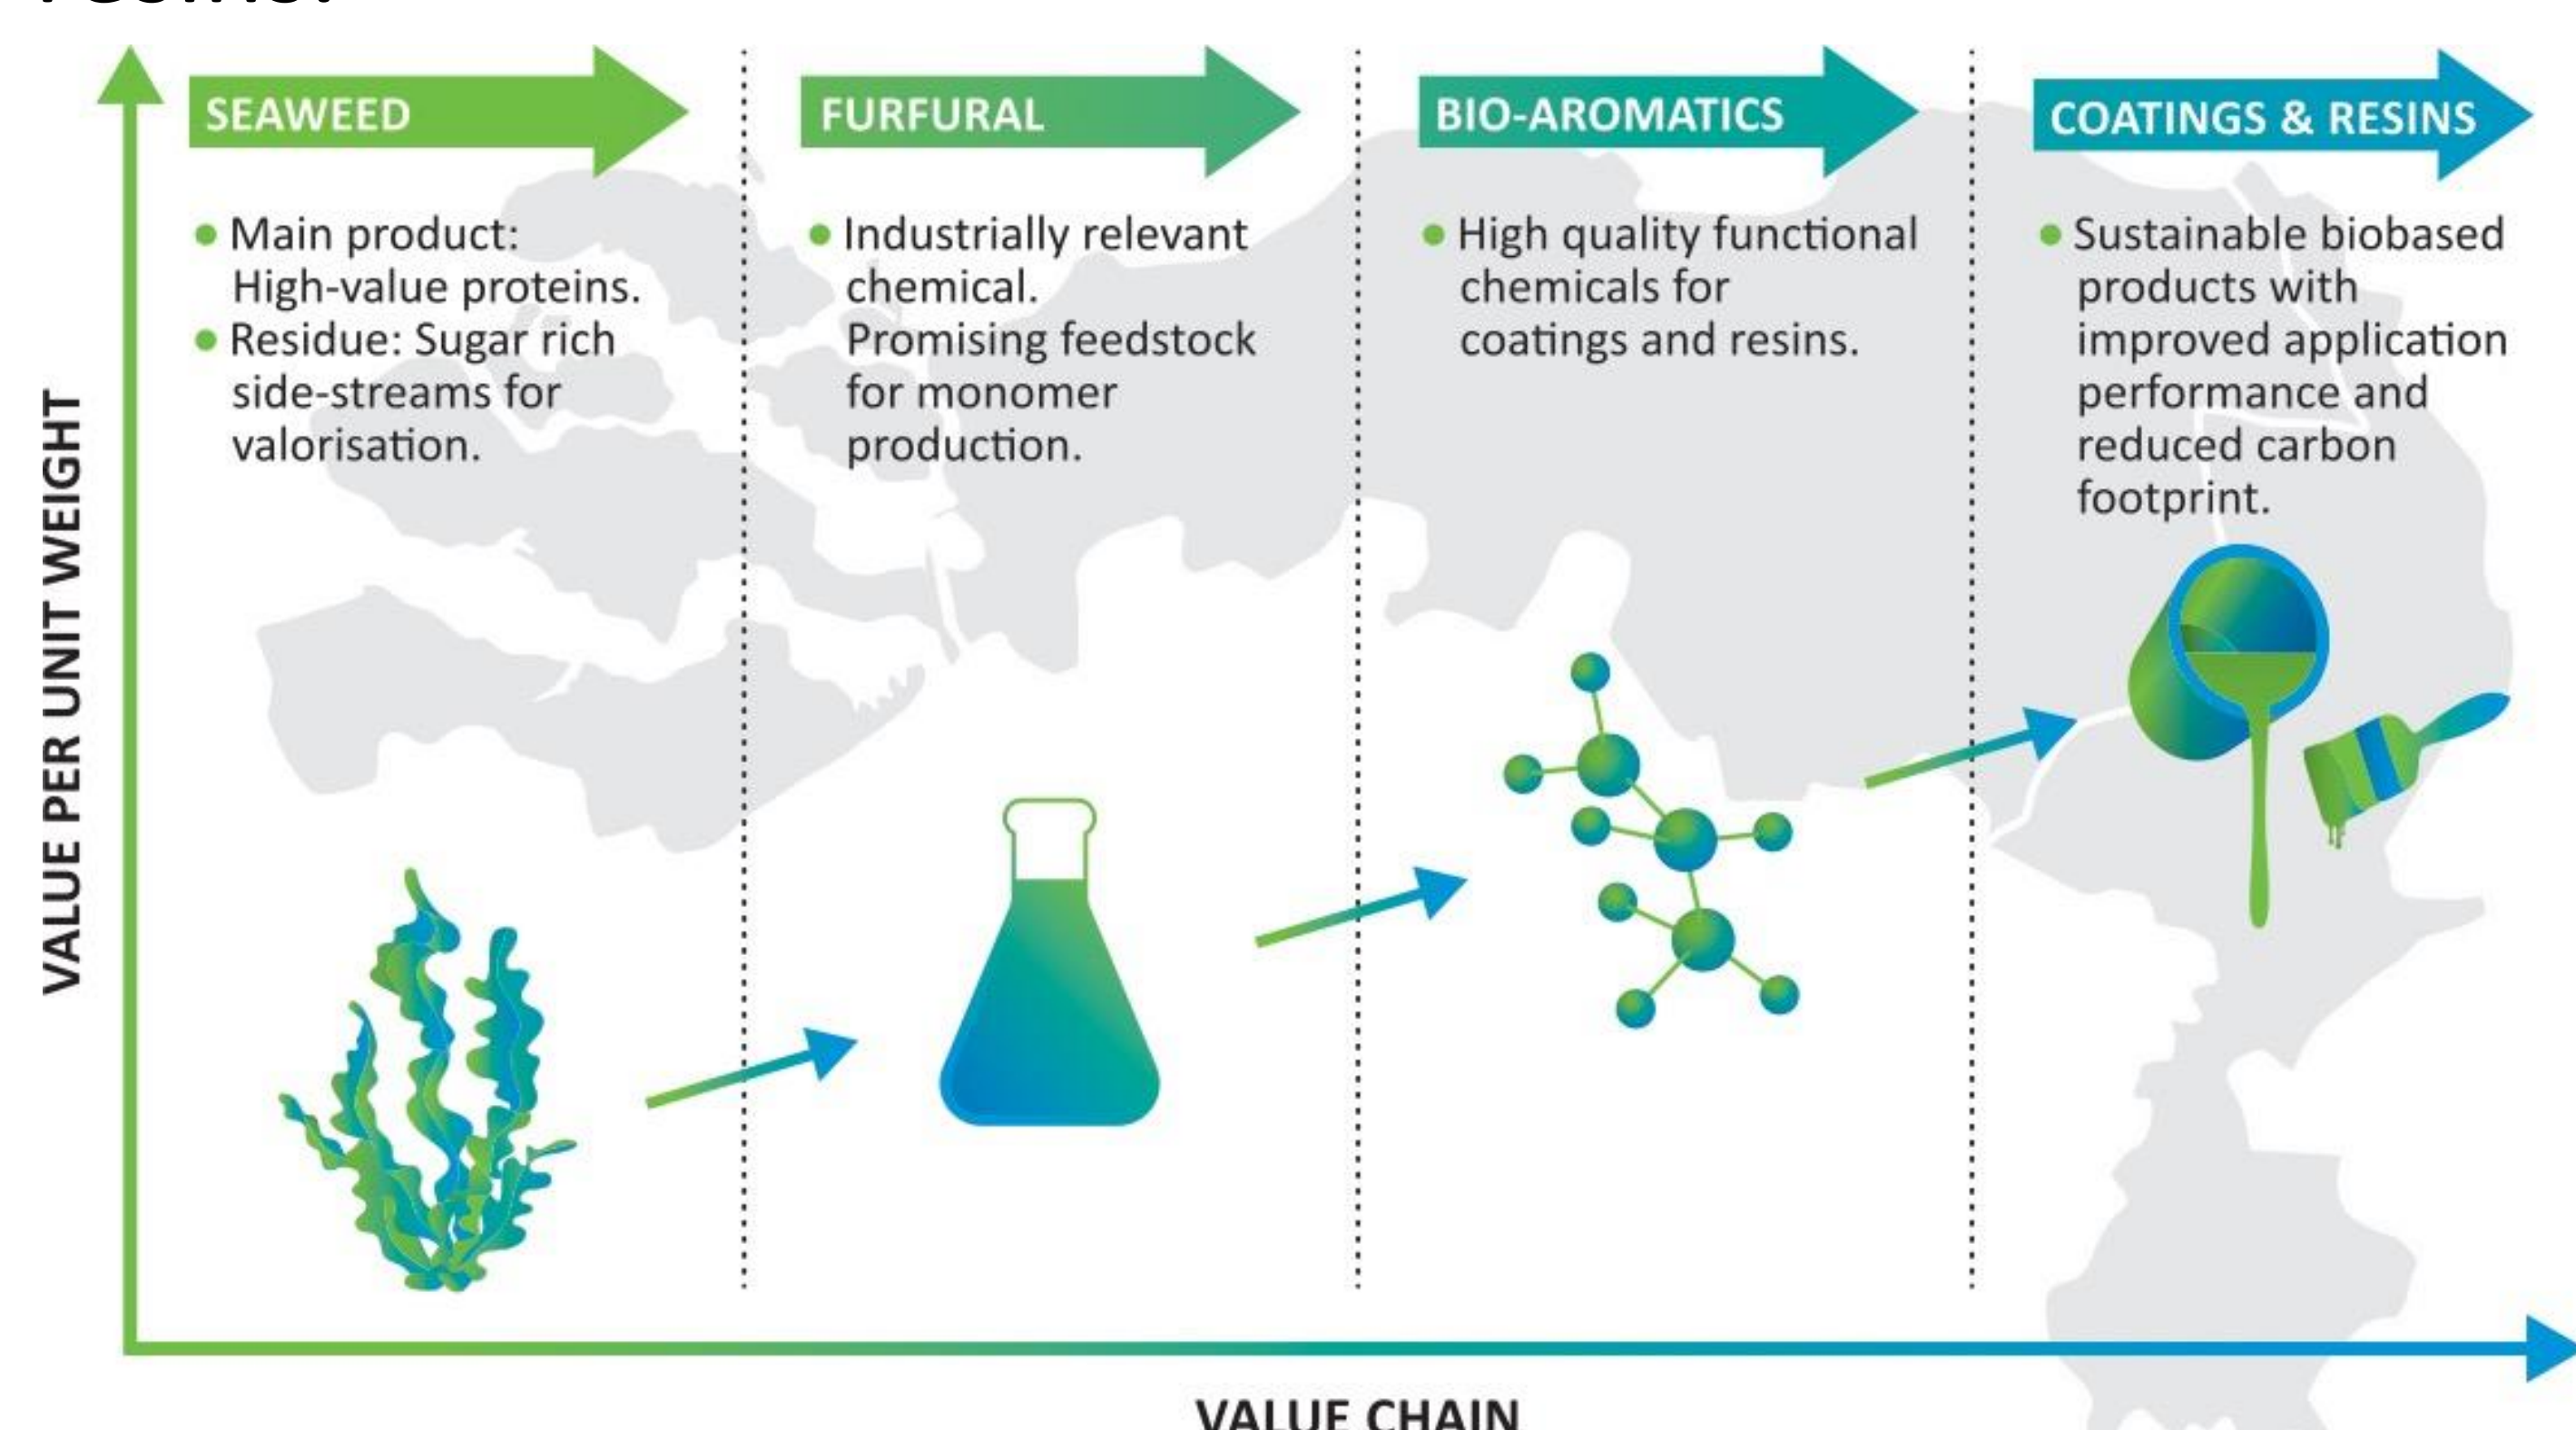 SEAWEED
• Main product:
High-value proteins.
• Residue: Sugar rich
side-streams for
valorisation.
FURFURAL
• Industrially relevant
chemical.
Promising feedstock
for monomer
production.
BIO-AROMATICS
• High quality functional
chemicals for
coatings and resins.
COATINGS & RESINS
• Sustainable biobased
products with
improved application
performance and
reduced carbon
footprint.
VALUE PER UNIT WEIGHT
VALUE CHAIN